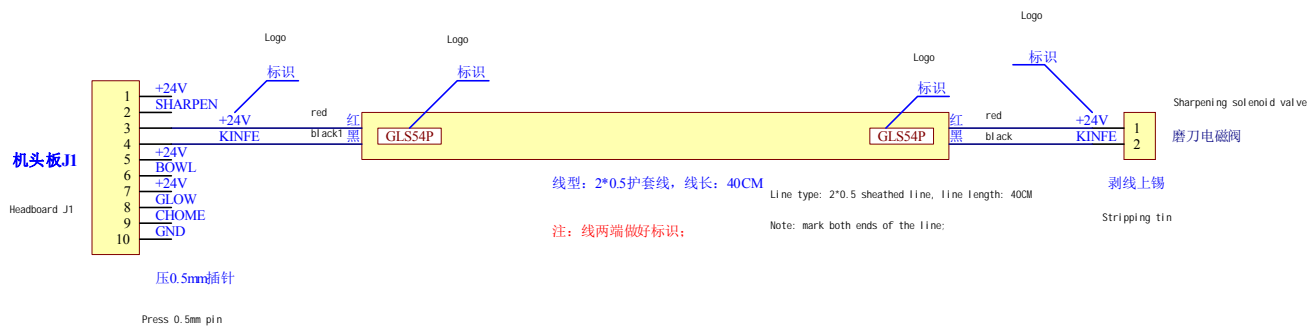 Logo
Logo
标识
标识
Logo
标识
Logo
标识
机头板J1
Headboard J1
1 +24V
2 SHARPEN
3 +24V
4 KINFE
5 +24V
6 BOWL
7 +24V
8 GLOW
9 CHOME
10 GND
red 红
black1 黑
GLS54P
GLS54P
红 red
黑 black
+24V 1
KINFE 2
Sharpening solenoid valve
磨刀电磁阀
线型：2*0.5护套线，线长：40CM
Line type: 2*0.5 sheathed line, line length: 40CM
注：线两端做好标识；
Note: mark both ends of the line;
剥线上锡
Stripping tin
压0.5mm插针
Press 0.5mm pin